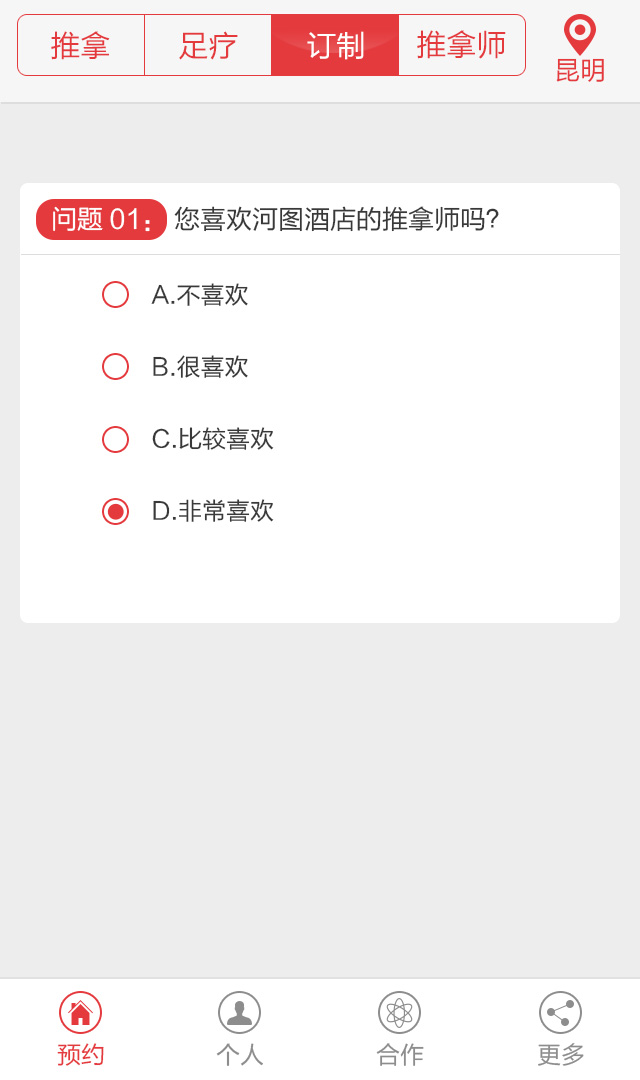 推拿 足疗 订制 推拿师
昆明
问题 01： 您喜欢河图酒店的推拿师吗?
A.不喜欢
B.很喜欢
C.比较喜欢
D.非常喜欢
预约 个人 合作 更多